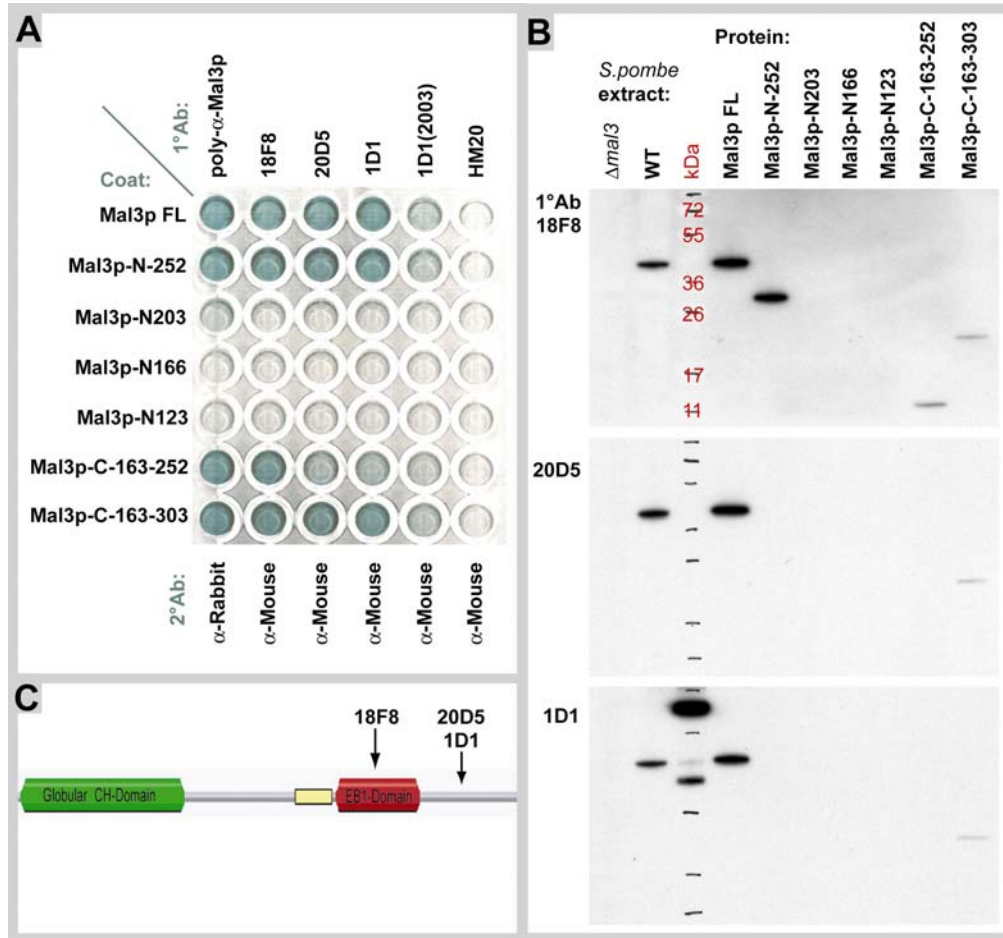 A
1°Ab:
Coat:
poly-α-Mal3p
18F8
20D5
1D1
1D1(2003)
HM20
Mal3p FL
Mal3p-N-252
Mal3p-N203
Mal3p-N166
Mal3p-N123
Mal3p-C-163-252
Mal3p-C-163-303
2°Ab:
α-Rabbit
α-Mouse
α-Mouse
α-Mouse
α-Mouse
α-Mouse
B
Protein:
S.pombe
extract:
Δmal3
WT
kDa
Mal3p FL
Mal3p-N-252
Mal3p-N203
Mal3p-N166
Mal3p-N123
Mal3p-C-163-252
Mal3p-C-163-303
1°Ab
18F8
72
55
36
26
17
11
20D5
1D1
C
18F8
20D5
1D1
Globular CH-Domain
EB1-Domain